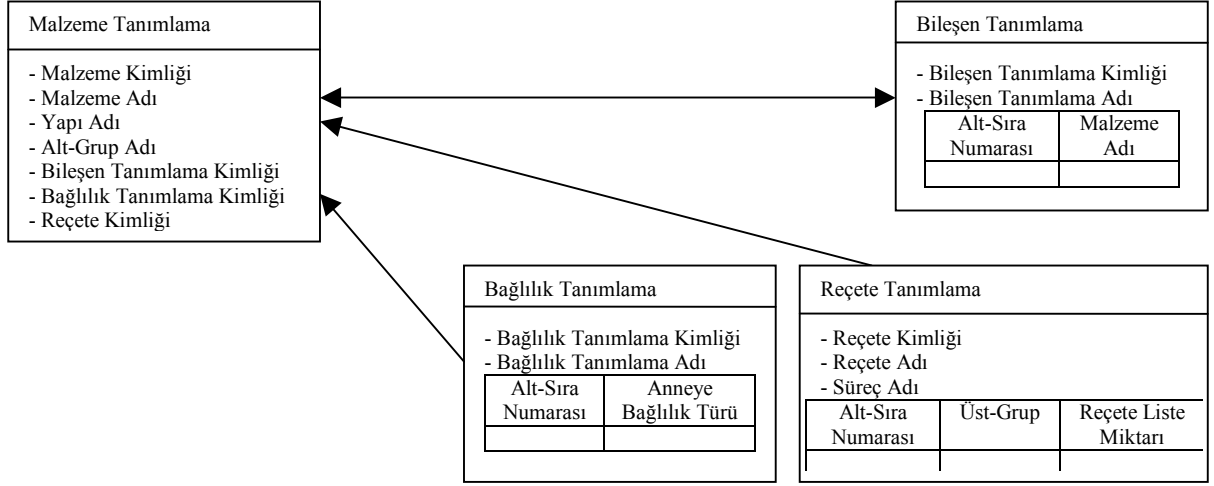 Malzeme Tanımlama
- Malzeme Kimliği
- Malzeme Adı
- Yapı Adı
- Alt-Grup Adı
- Bileşen Tanımlama Kimliği
- Bağlılık Tanımlama Kimliği
- Reçete Kimliği
Bileşen Tanımlama
- Bileşen Tanımlama Kimliği
- Bileşen Tanımlama Adı
Alt-Sıra
Numarası
Malzeme
Adı
Bağlılık Tanımlama
- Bağlılık Tanımlama Kimliği
- Bağlılık Tanımlama Adı
Alt-Sıra
Numarası
Anneye
Bağlılık Türü
Reçete Tanımlama
- Reçete Kimliği
- Reçete Adı
- Süreç Adı
Alt-Sıra
Numarası
Üst-Grup
Reçete Liste
Miktarı